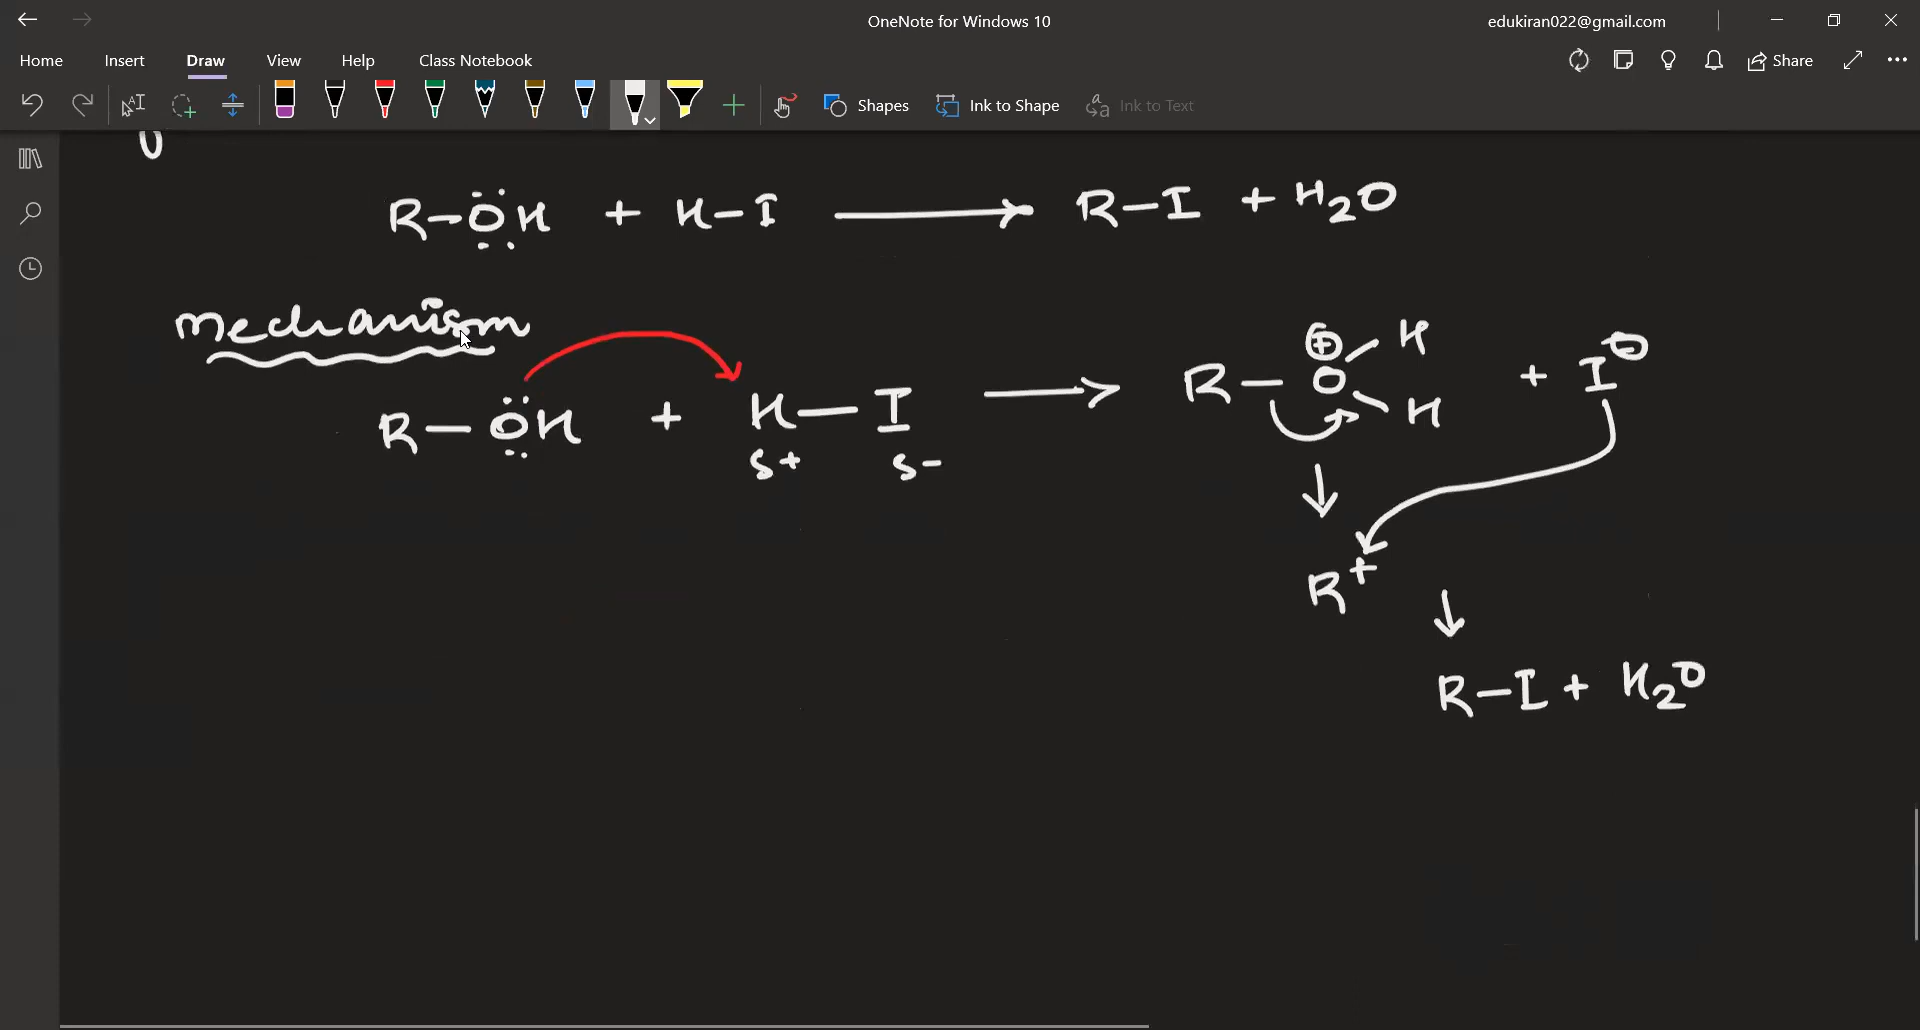 OneNote for Windows 10
edukiran022@gmail.com
Home Insert Draw View Help Class Notebook
Share
Shapes Ink to Shape Ink to Text
R-ÖH + H-I → R-I + H2O
mechanism
R-ÖH + H-I → R-O⊕ H H + I⊖
δ+ δ-
↓
R+
↓
R-I + H2O